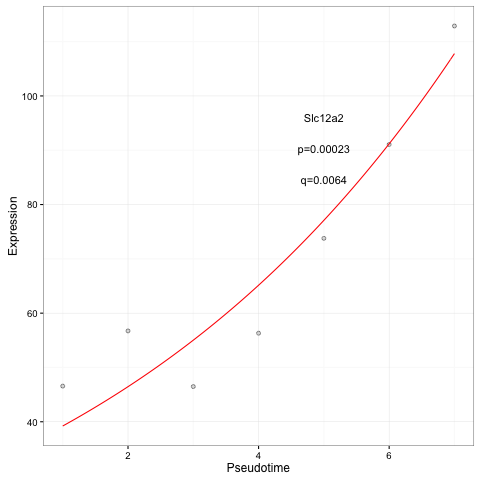 100
80
60
40
Expression
Slc12a2
p=0.00023
q=0.0064
2 4 6
Pseudotime